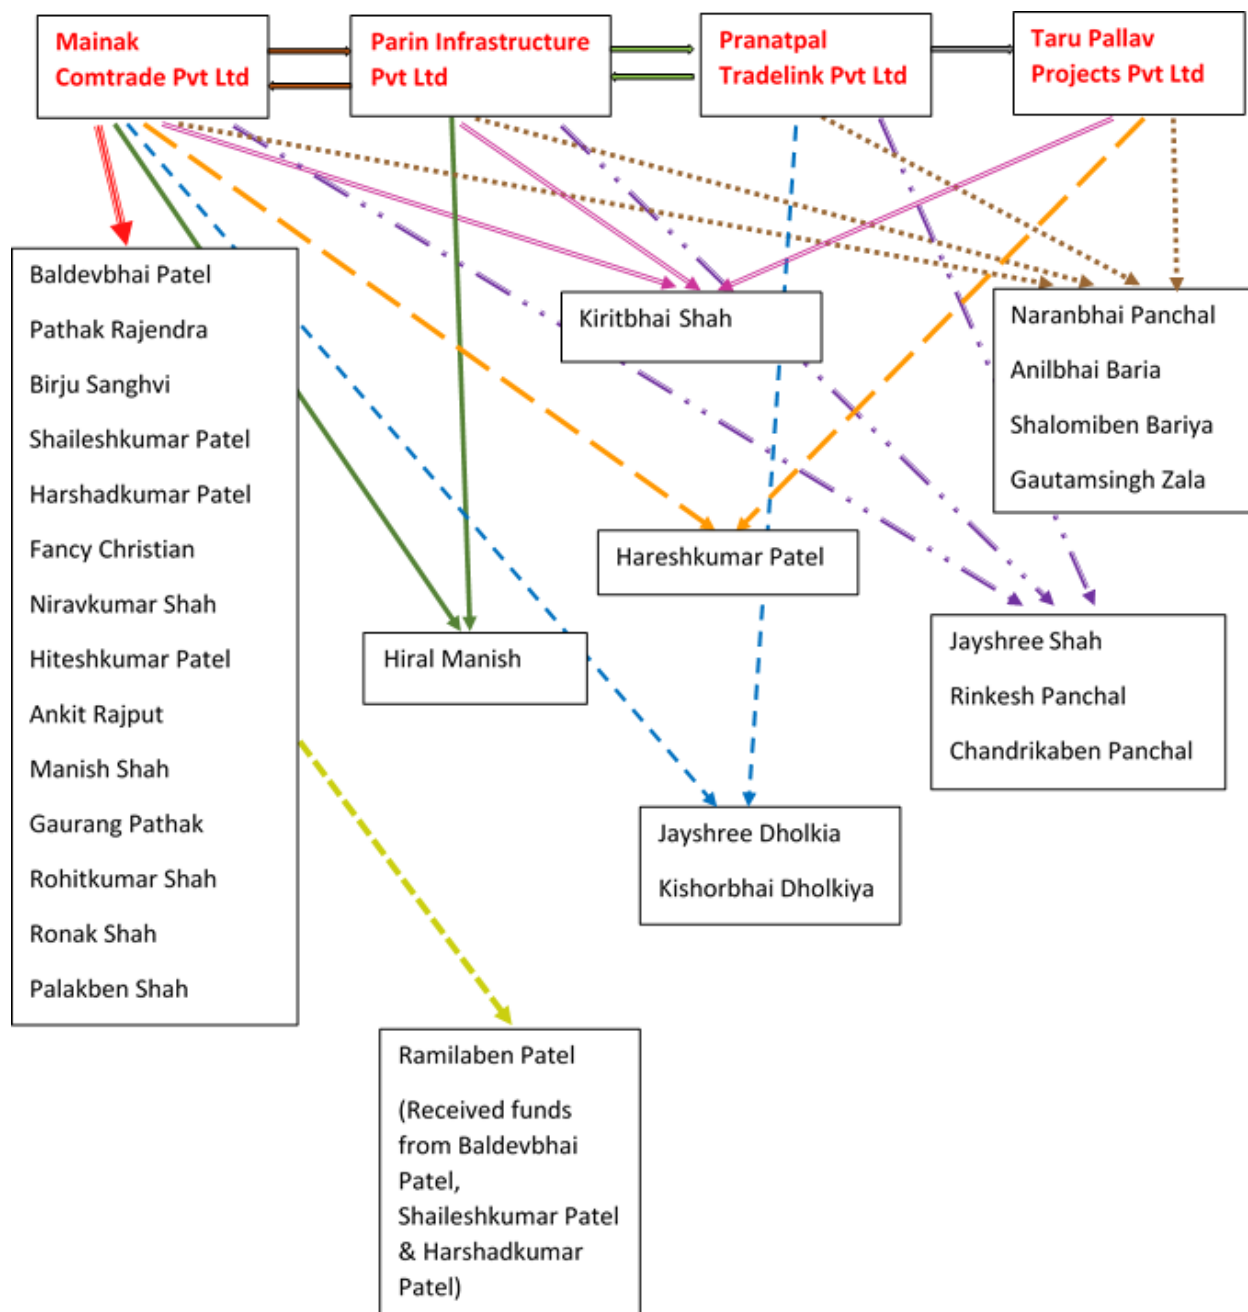 Mainak
Comtrade Pvt Ltd
Parin Infrastructure
Pvt Ltd
Pranatpal
Tradelink Pvt Ltd
Taru Pallav
Projects Pvt Ltd
Baldevbhai Patel
Pathak Rajendra
Birju Sanghvi
Shaileshkumar Patel
Harshadkumar Patel
Fancy Christian
Niravkumar Shah
Hiteshkumar Patel
Ankit Rajput
Manish Shah
Gaurang Pathak
Rohitkumar Shah
Ronak Shah
Palakben Shah
Kiritbhai Shah
Naranbhai Panchal
Anilbhai Baria
Shalomiben Bariya
Gautamsingh Zala
Hareshkumar Patel
Hiral Manish
Jayshree Shah
Rinkesh Panchal
Chandrikaben Panchal
Jayshree Dholkia
Kishorbhai Dholkiya
Ramilaben Patel
(Received funds
from Baldevbhai
Patel,
Shaileshkumar Patel
& Harshadkumar
Patel)